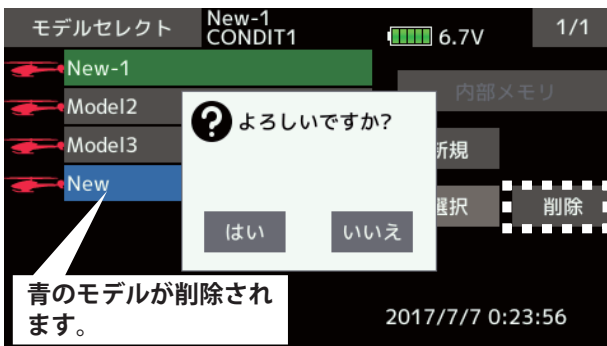 モデルセレクト
New-1
CONDIT1
6.7V
1/1
New-1
内部メモリ
Model2
よろしいですか?
Model3
新規
New
選択
削除
はい
いいえ
青のモデルが削除され
ます。
2017/7/7 0:23:56